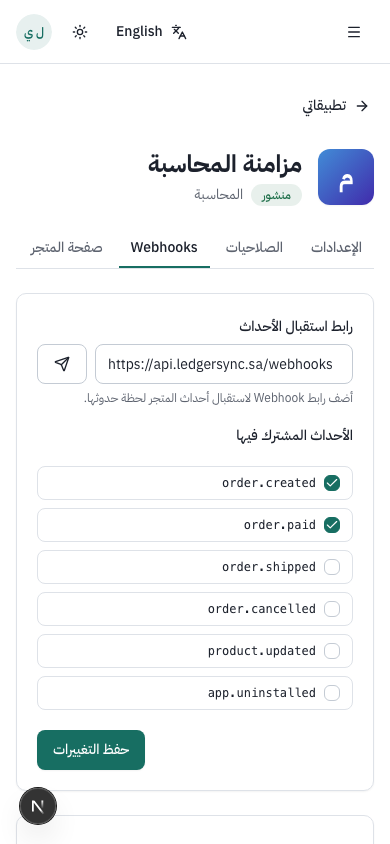 English
ل ي
تطبيقاتي
م
مزامنة المحاسبة
منشور المحاسبة
الإعدادات الصلاحيات Webhooks صفحة المتجر
رابط استقبال الأحداث
https://api.ledgersync.sa/webhooks
أضف رابط Webhook لاستقبال أحداث المتجر لحظة حدوثها.
الأحداث المشترك فيها
order.created
order.paid
order.shipped
order.cancelled
product.updated
app.uninstalled
حفظ التغييرات
N